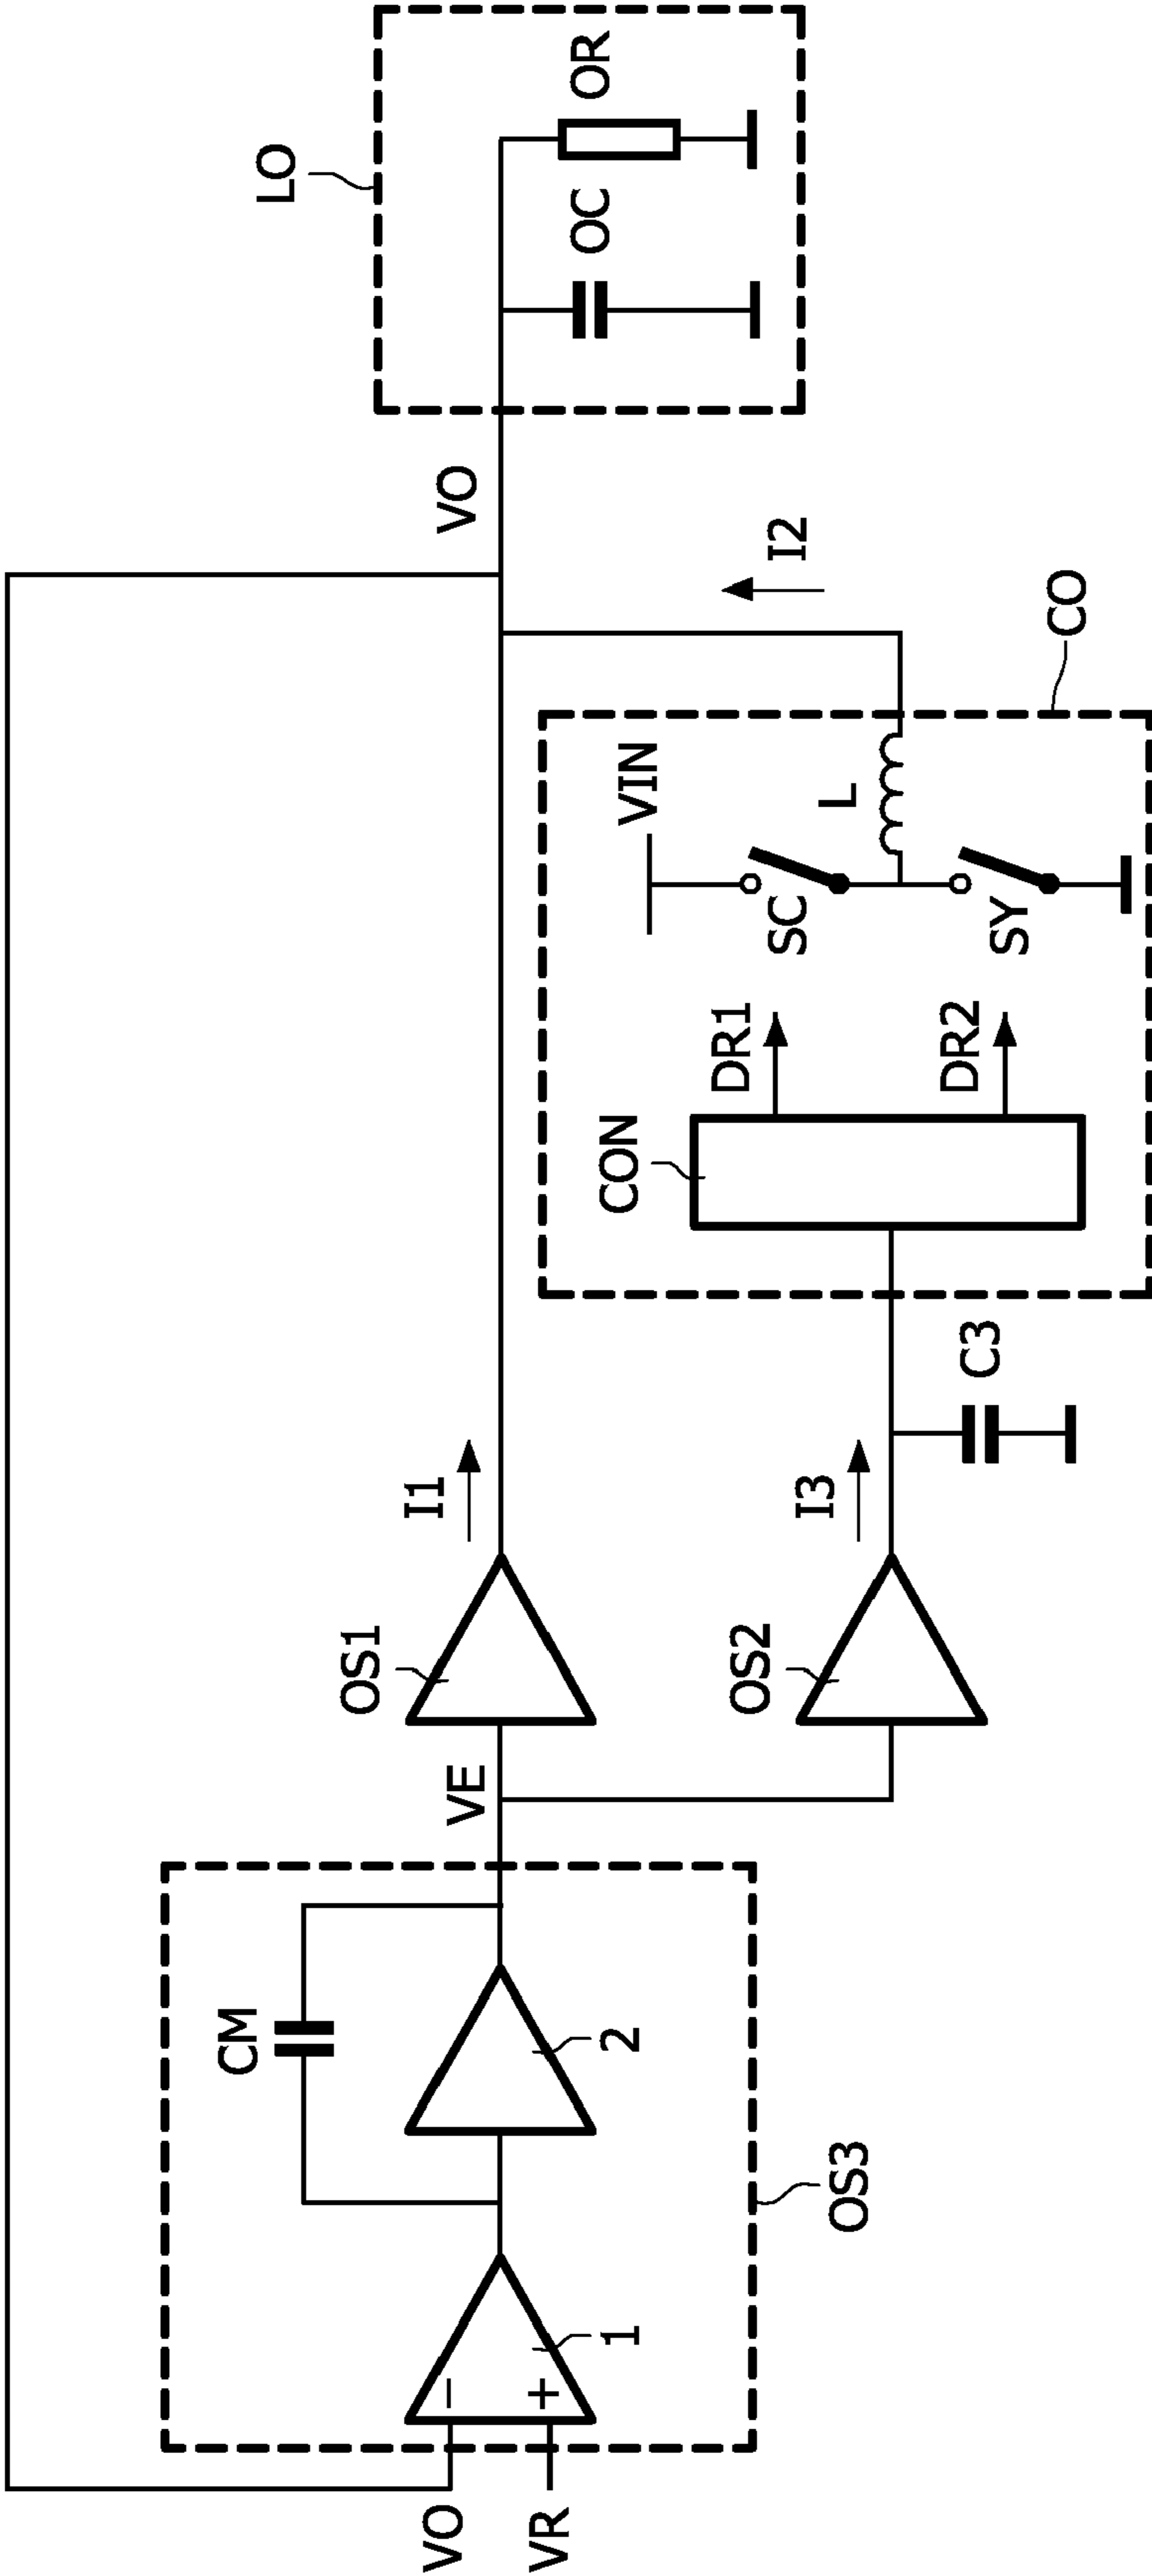 VO
VR
−
+
1
CM
2
OS3
VE
OS1
OS2
I1
I3
C3
CON
DR1
DR2
VIN
SC
SY
L
CO
I2
VO
LO
OC
OR